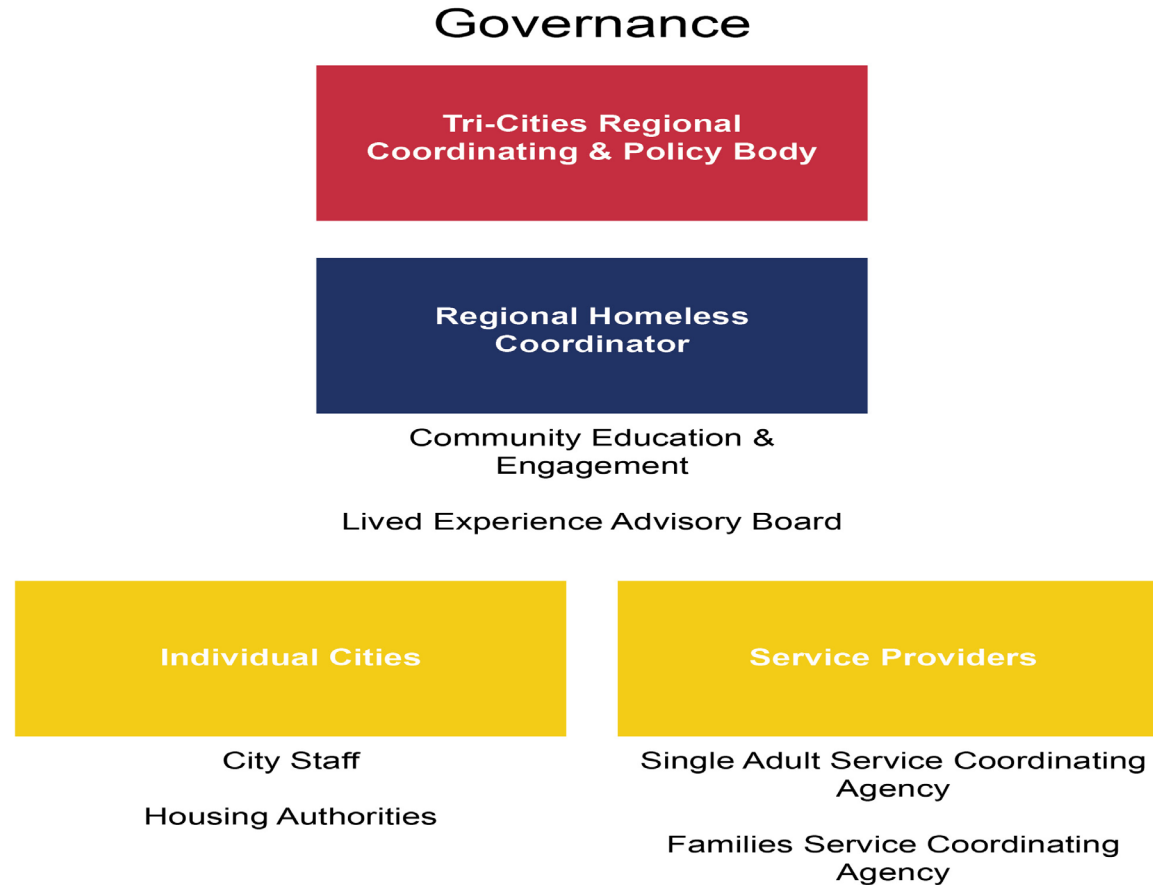 Governance
Tri-Cities Regional
Coordinating & Policy Body
Regional Homeless
Coordinator
Community Education &
Engagement
Lived Experience Advisory Board
Individual Cities
City Staff
Housing Authorities
Service Providers
Single Adult Service Coordinating
Agency
Families Service Coordinating
Agency